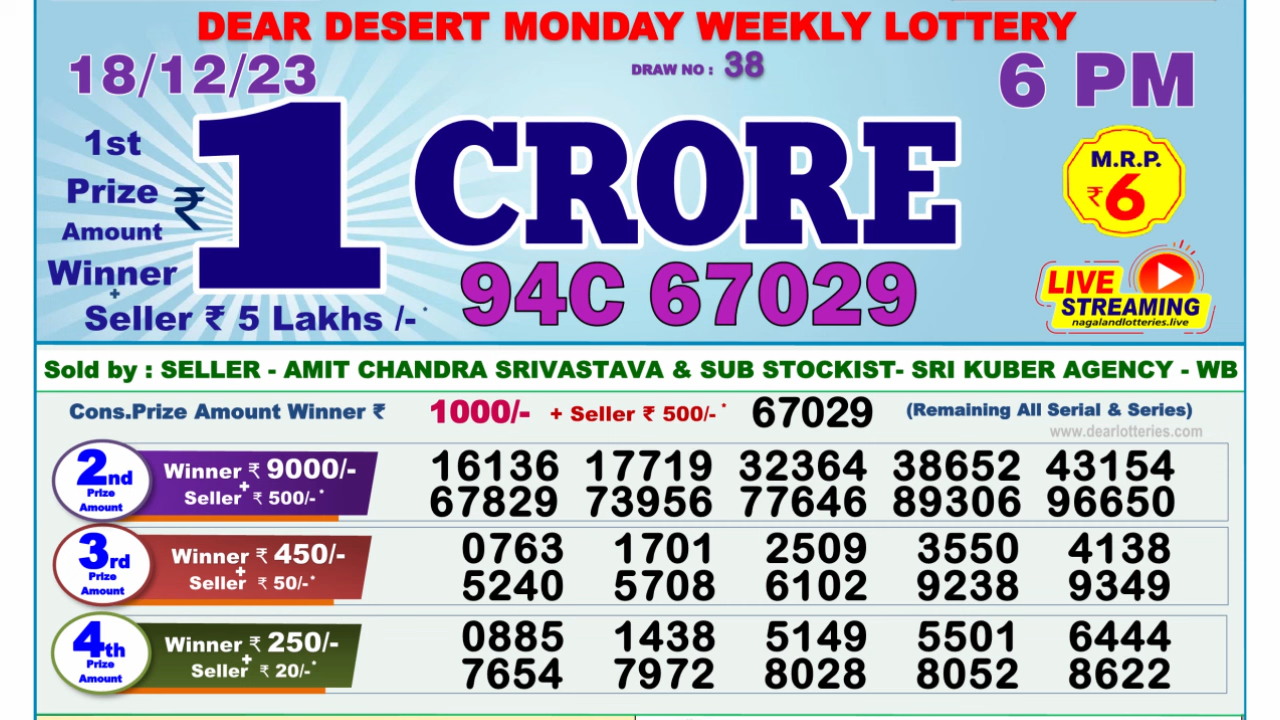 DEAR DESERT MONDAY WEEKLY LOTTERY
18/12/23
DRAW NO : 38
6 PM
1st
Prize
Amount
Winner
+
Seller ₹ 5 Lakhs /-*
₹ 1 CRORE
94C 67029
M.R.P.
₹6
LIVE
STREAMING
nagalandlotteries.live
Sold by : SELLER - AMIT CHANDRA SRIVASTAVA & SUB STOCKIST- SRI KUBER AGENCY - WB
Cons.Prize Amount Winner ₹ 1000/- + Seller ₹ 500/-* 67029 (Remaining All Serial & Series)
www.dearlotteries.com
2nd
Prize
Amount
Winner ₹ 9000/-
+
Seller ₹ 500/-*
16136 17719 32364 38652 43154
67829 73956 77646 89306 96650
3rd
Prize
Amount
Winner ₹ 450/-
+
Seller ₹ 50/-*
0763 1701 2509 3550 4138
5240 5708 6102 9238 9349
4th
Prize
Amount
Winner ₹ 250/-
+
Seller ₹ 20/-*
0885 1438 5149 5501 6444
7654 7972 8028 8052 8622